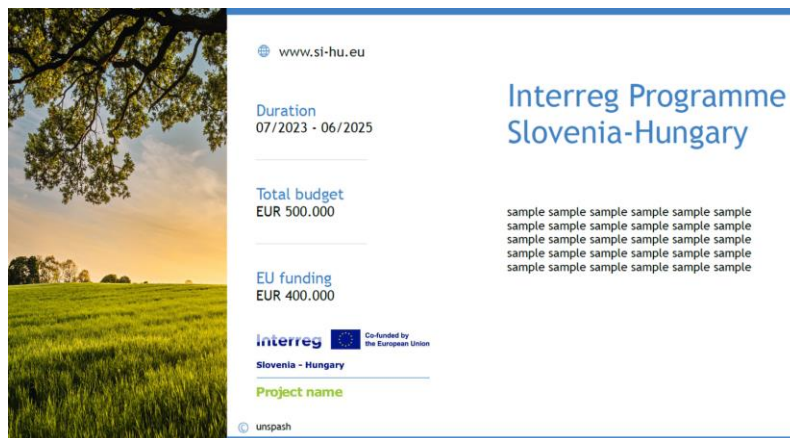 www.si-hu.eu
Duration
07/2023 - 06/2025
Total budget
EUR 500.000
EU funding
EUR 400.000
Interreg
Co-funded by
the European Union
Slovenia - Hungary
Project name
© unspash
Interreg Programme
Slovenia-Hungary
sample sample sample sample sample sample
sample sample sample sample sample sample
sample sample sample sample sample sample
sample sample sample sample sample sample
sample sample sample sample sample sample